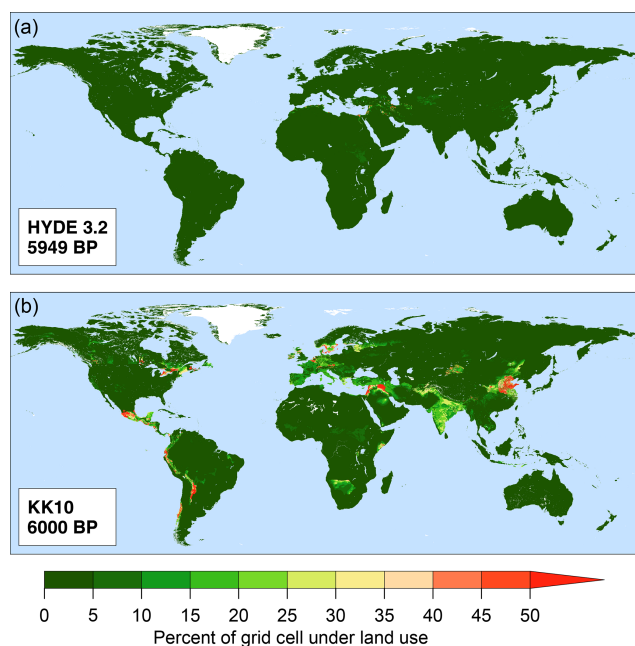 (a)
HYDE 3.2
5949 BP
(b)
KK10
6000 BP
0 5 10 15 20 25 30 35 40 45 50
Percent of grid cell under land use